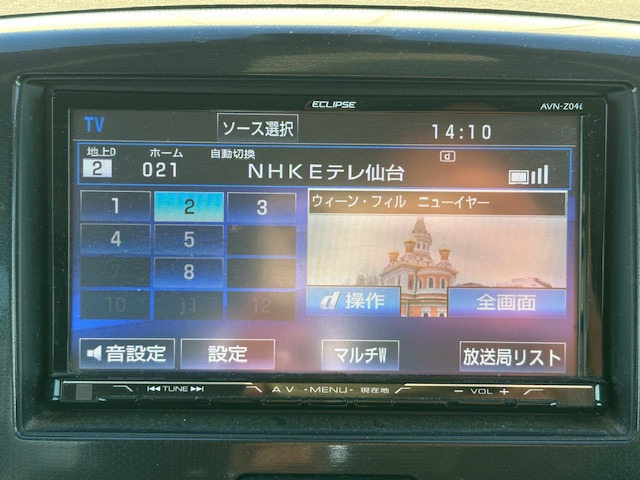 ECLIPSE
AVN-Z04i
TV
ソース選択
14:10
地上D ホーム 自動切換 d
2 021 NHKEテレ仙台
1 2 3
ウィーン・フィル ニューイヤー
4 5
8
10 11 12
d 操作 全画面
音設定 設定 マルチW 放送局リスト
TUNE AV -MENU- 現在地 - VOL +